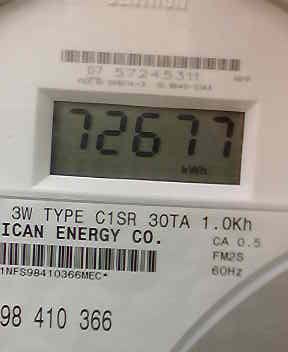 07 57245311
72677
kWh
3W TYPE C1SR 30TA 1.0Kh
ICAN ENERGY CO.
CA 0.5
FM2S
60Hz
1NFS98410366MEC*
98 410 366